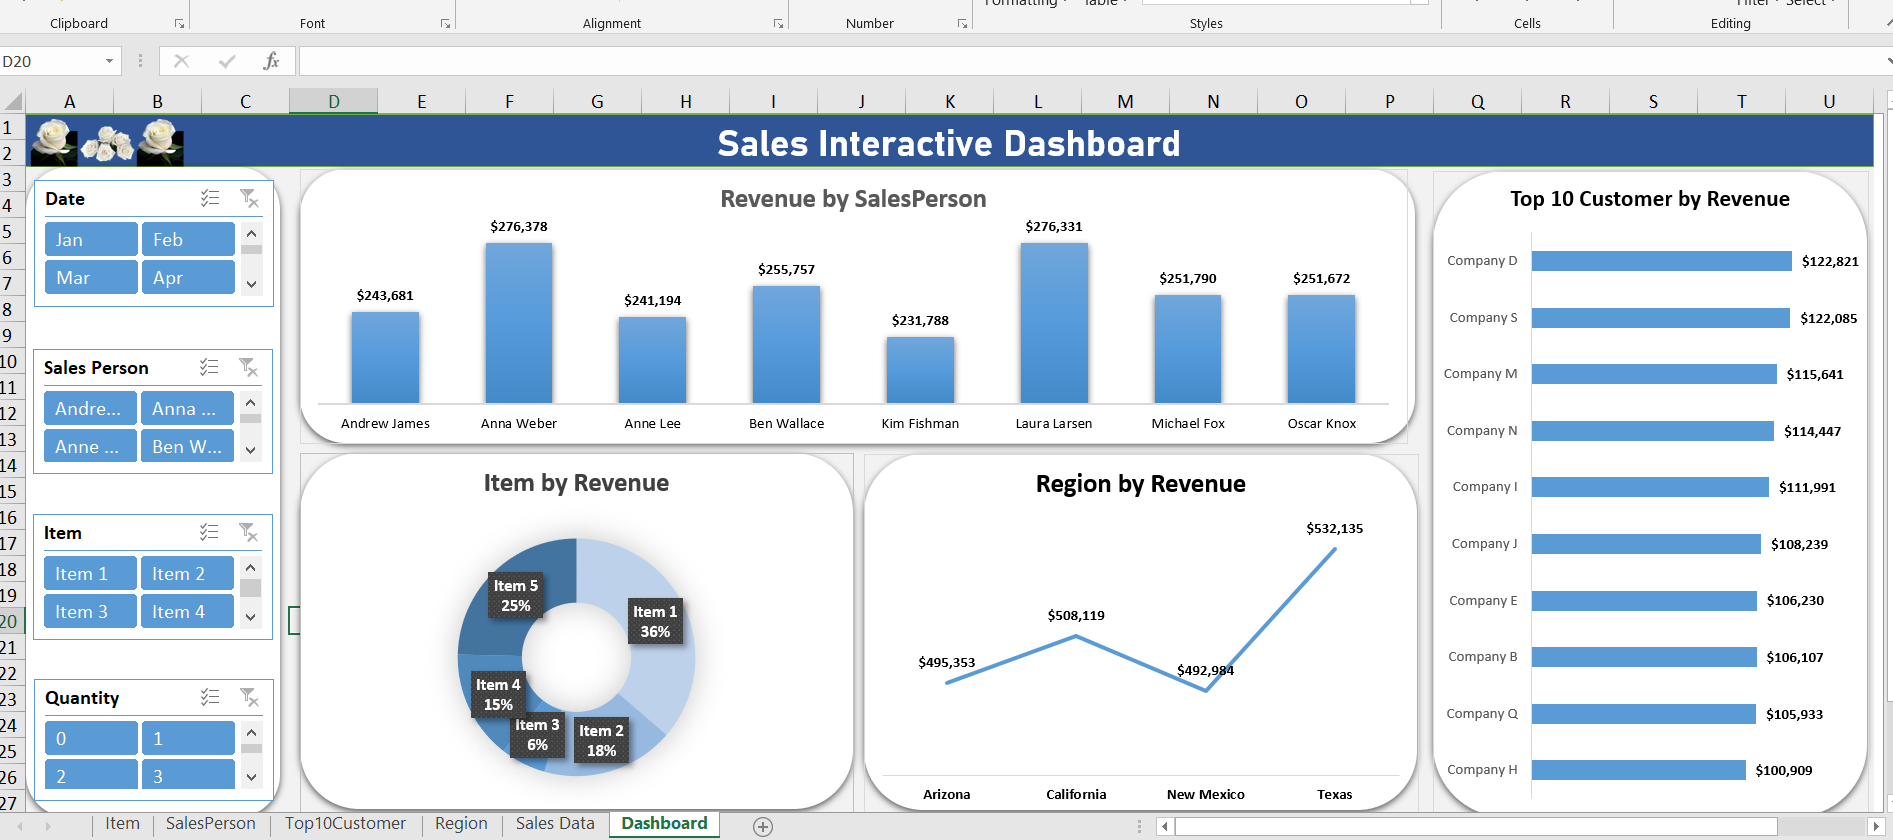 Formatting Table Filter Select
Clipboard Font Alignment Number Styles Cells Editing
D20
fx
A B C D E F G H I J K L M N O P Q R S T U
1
2
3
4
5
6
7
8
9
10
11
12
13
14
15
16
17
18
19
20
21
22
23
24
25
26
27
Sales Interactive Dashboard
Date
Jan Feb
Mar Apr
Sales Person
Andre... Anna ...
Anne ... Ben W...
Item
Item 1 Item 2
Item 3 Item 4
Quantity
0 1
2 3
Revenue by SalesPerson
$243,681 $276,378 $241,194 $255,757 $231,788 $276,331 $251,790 $251,672
Andrew James Anna Weber Anne Lee Ben Wallace Kim Fishman Laura Larsen Michael Fox Oscar Knox
Item by Revenue
Item 5
25%
Item 1
36%
Item 4
15%
Item 3
6%
Item 2
18%
Region by Revenue
$495,353 $508,119 $492,984 $532,135
Arizona California New Mexico Texas
Top 10 Customer by Revenue
Company D $122,821
Company S $122,085
Company M $115,641
Company N $114,447
Company I $111,991
Company J $108,239
Company E $106,230
Company B $106,107
Company Q $105,933
Company H $100,909
Item SalesPerson Top10Customer Region Sales Data Dashboard